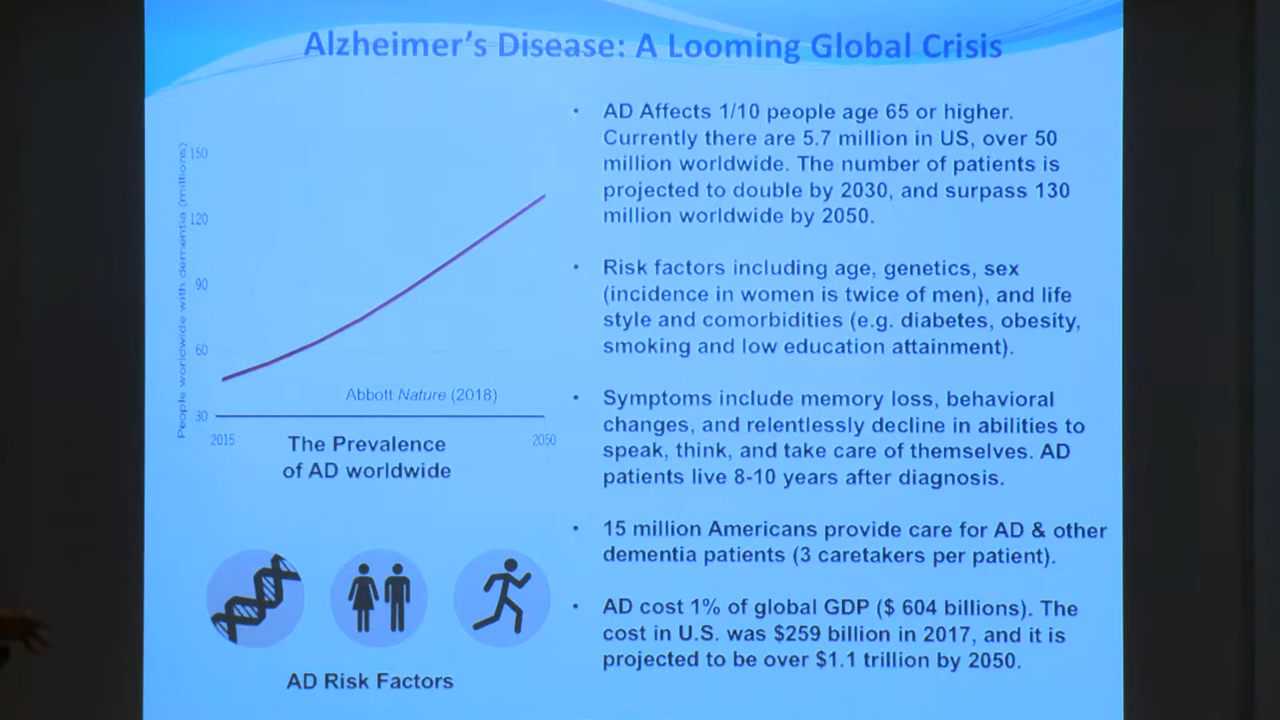 Alzheimer's Disease: A Looming Global Crisis
People worldwide with dementia (millions)
150
120
90
60
30
2015
2050
Abbott Nature (2018)
The Prevalence
of AD worldwide
AD Risk Factors
• AD Affects 1/10 people age 65 or higher.
Currently there are 5.7 million in US, over 50
million worldwide. The number of patients is
projected to double by 2030, and surpass 130
million worldwide by 2050.
• Risk factors including age, genetics, sex
(incidence in women is twice of men), and life
style and comorbidities (e.g. diabetes, obesity,
smoking and low education attainment).
• Symptoms include memory loss, behavioral
changes, and relentlessly decline in abilities to
speak, think, and take care of themselves. AD
patients live 8-10 years after diagnosis.
• 15 million Americans provide care for AD & other
dementia patients (3 caretakers per patient).
• AD cost 1% of global GDP ($ 604 billions). The
cost in U.S. was $259 billion in 2017, and it is
projected to be over $1.1 trillion by 2050.